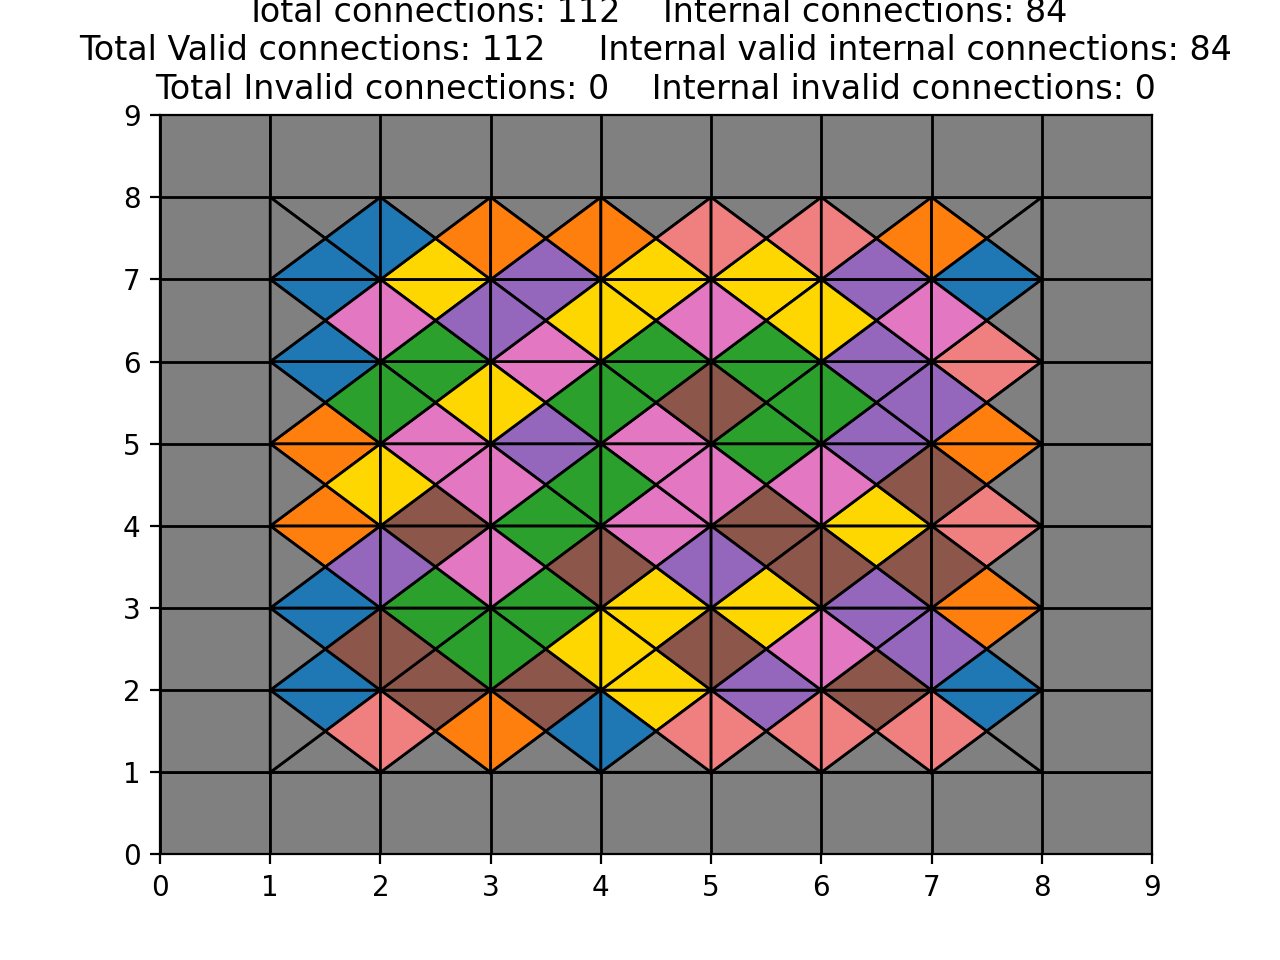 Total connections: 112 Internal connections: 84
Total Valid connections: 112 Internal valid internal connections: 84
Total Invalid connections: 0 Internal invalid connections: 0
9
8
7
6
5
4
3
2
1
0
0 1 2 3 4 5 6 7 8 9